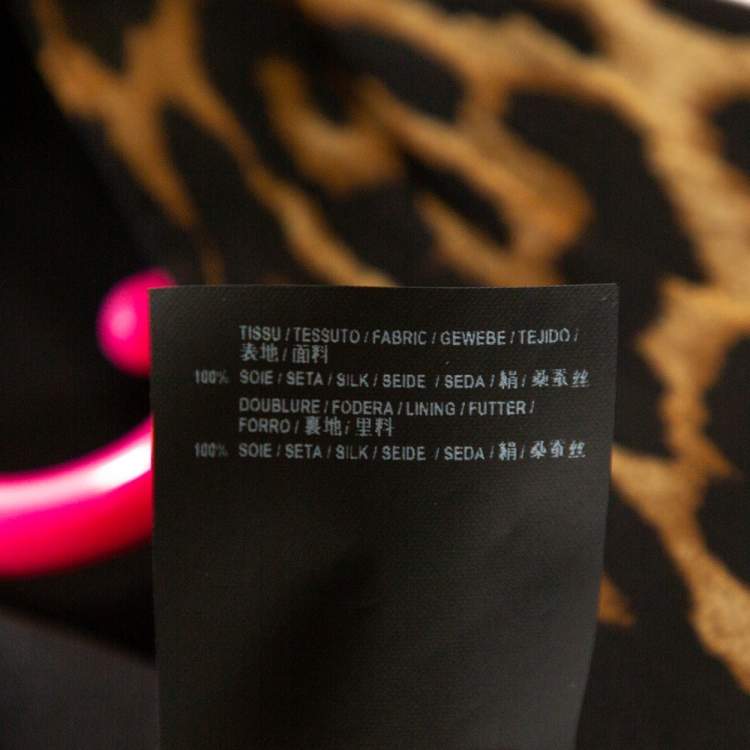 TISSU / TESSUTO / FABRIC / GEWEBE / TEJIDO /
表地 / 面料
100% SOIE / SETA / SILK / SEIDE / SEDA / 絹 / 桑蚕丝
DOUBLURE / FODERA / LINING / FUTTER /
FORRO / 裏地 / 里料
100% SOIE / SETA / SILK / SEIDE / SEDA / 絹 / 桑蚕丝